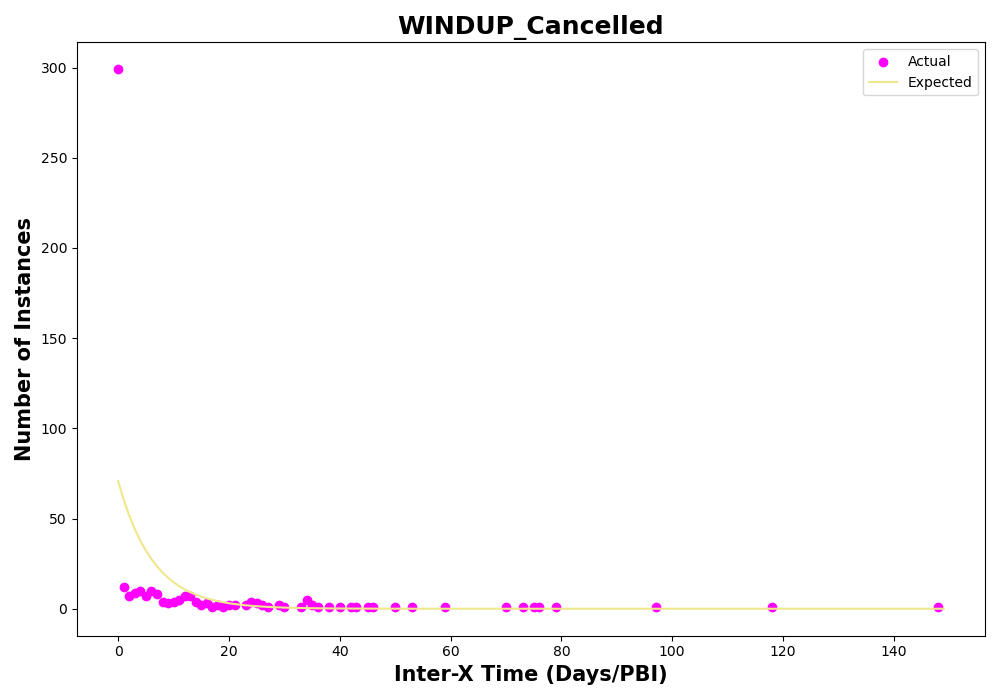 WINDUP_Cancelled
Actual
Expected
Number of Instances
300
250
200
150
100
50
0
0 20 40 60 80 100 120 140
Inter-X Time (Days/PBI)